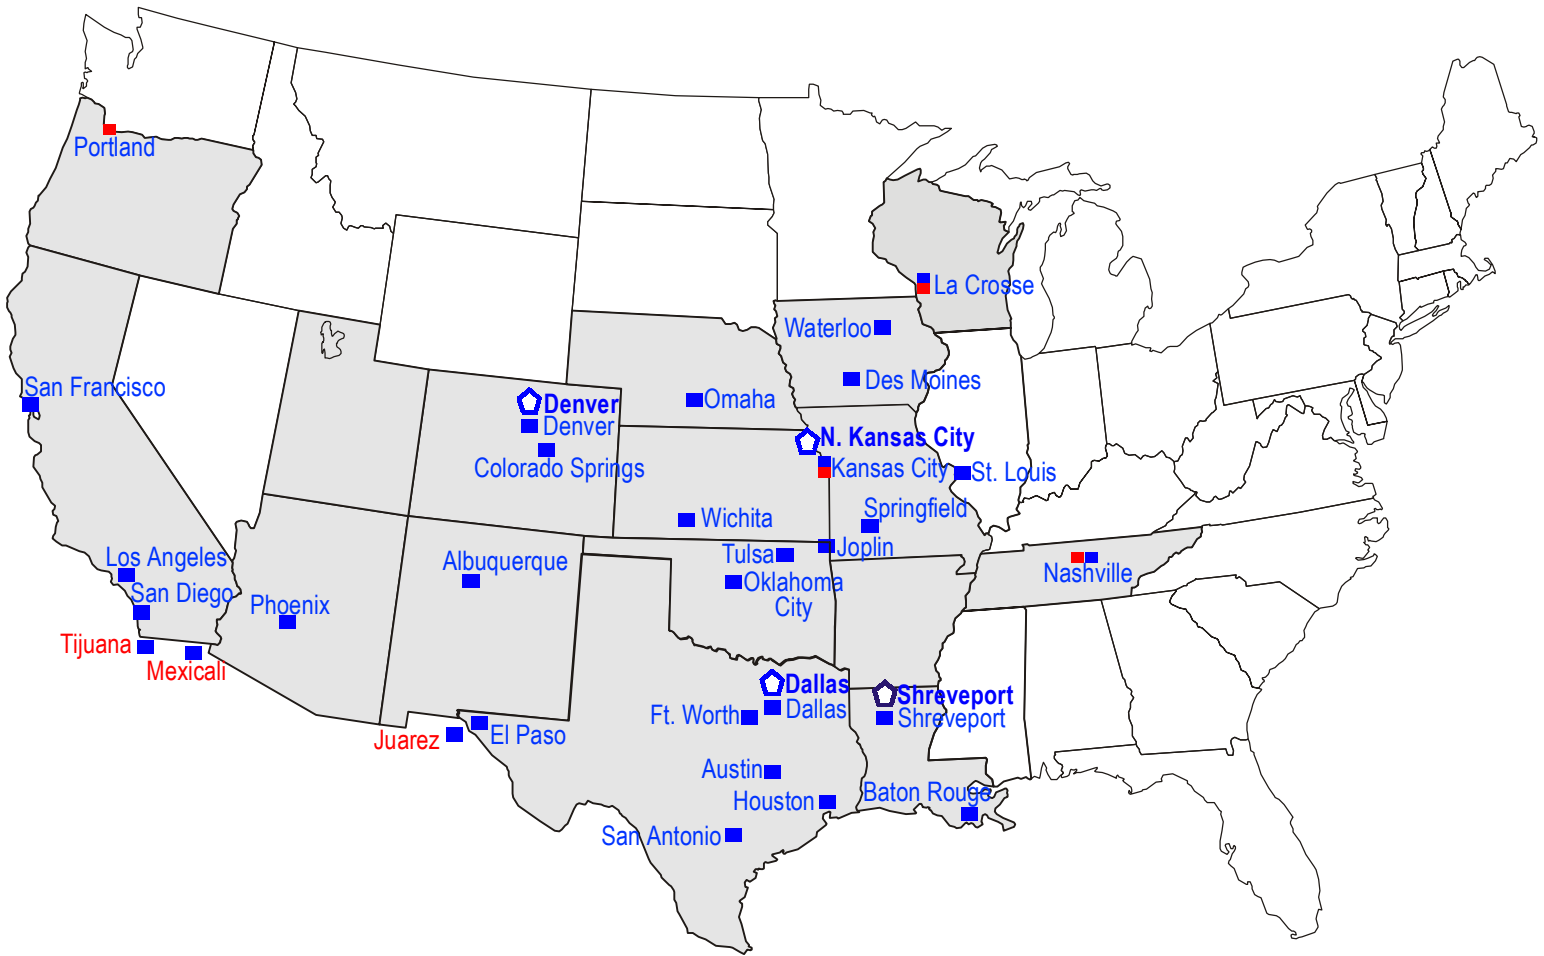 Portland
La Crosse
Waterloo
Des Moines
San Francisco
Denver
Omaha
Denver
N. Kansas City
Colorado Springs
Kansas City
St. Louis
Springfield
Wichita
Joplin
Tulsa
Los Angeles
Albuquerque
Nashville
Oklahoma
City
San Diego
Phoenix
Tijuana
Mexicali
Dallas
Shreveport
Ft. Worth
Dallas
Shreveport
Juarez
El Paso
Austin
Baton Rouge
Houston
San Antonio